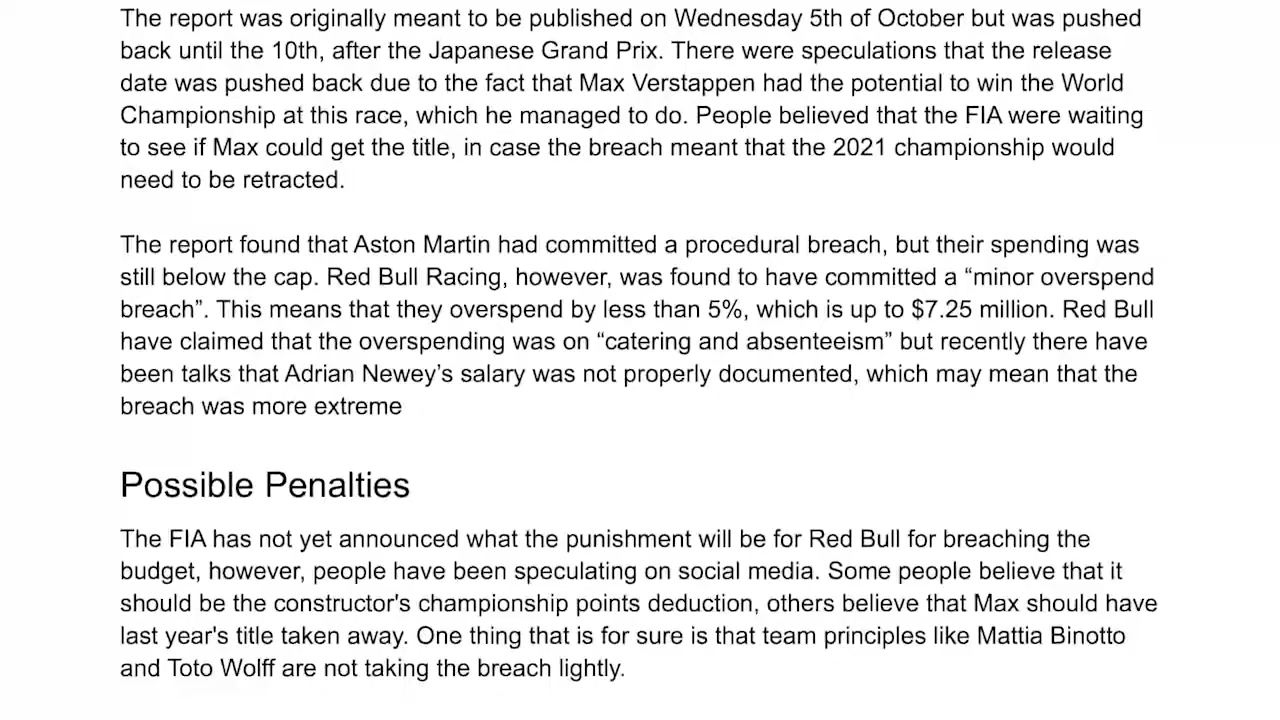 The report was originally meant to be published on Wednesday 5th of October but was pushed
back until the 10th, after the Japanese Grand Prix. There were speculations that the release
date was pushed back due to the fact that Max Verstappen had the potential to win the World
Championship at this race, which he managed to do. People believed that the FIA were waiting
to see if Max could get the title, in case the breach meant that the 2021 championship would
need to be retracted.
The report found that Aston Martin had committed a procedural breach, but their spending was
still below the cap. Red Bull Racing, however, was found to have committed a “minor overspend
breach”. This means that they overspend by less than 5%, which is up to $7.25 million. Red Bull
have claimed that the overspending was on “catering and absenteeism” but recently there have
been talks that Adrian Newey’s salary was not properly documented, which may mean that the
breach was more extreme
Possible Penalties
The FIA has not yet announced what the punishment will be for Red Bull for breaching the
budget, however, people have been speculating on social media. Some people believe that it
should be the constructor's championship points deduction, others believe that Max should have
last year's title taken away. One thing that is for sure is that team principles like Mattia Binotto
and Toto Wolff are not taking the breach lightly.